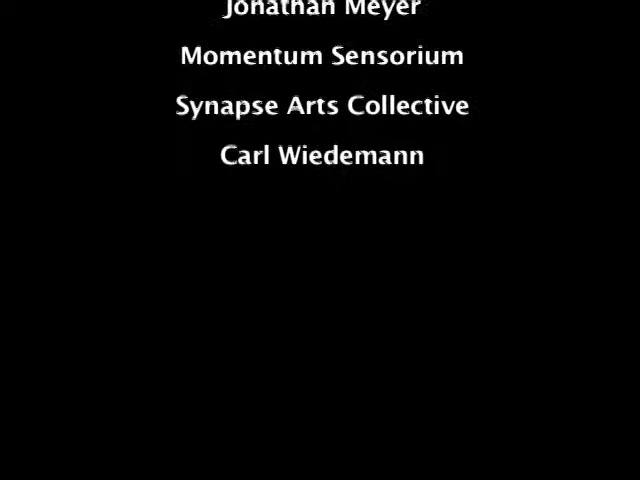 Jonathan Meyer
Momentum Sensorium
Synapse Arts Collective
Carl Wiedemann